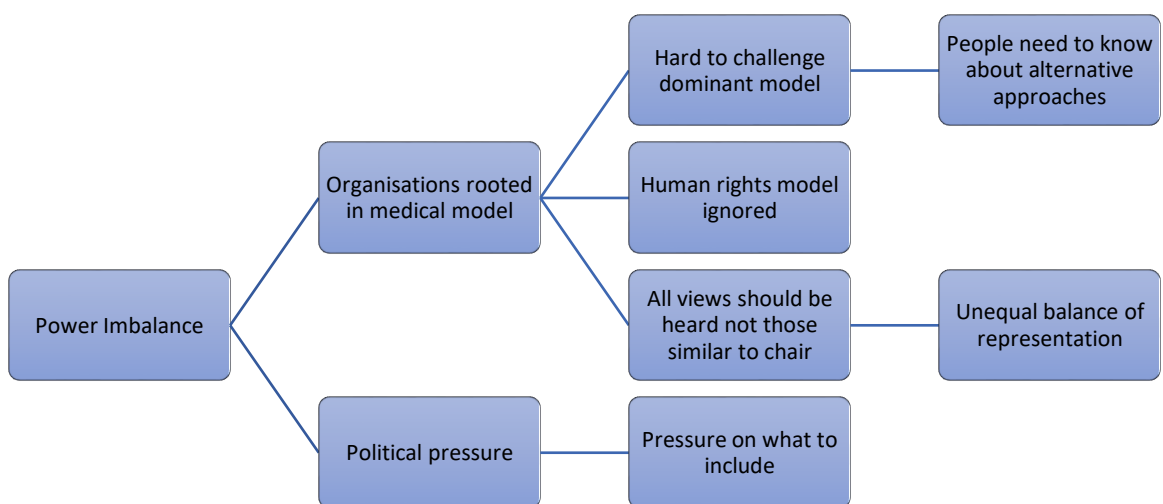 Hard to challenge
dominant model
People need to know
about alternative
approaches
Organisations rooted
in medical model
Human rights model
ignored
Power Imbalance
All views should be
heard not those
similar to chair
Unequal balance of
representation
Political pressure
Pressure on what to
include